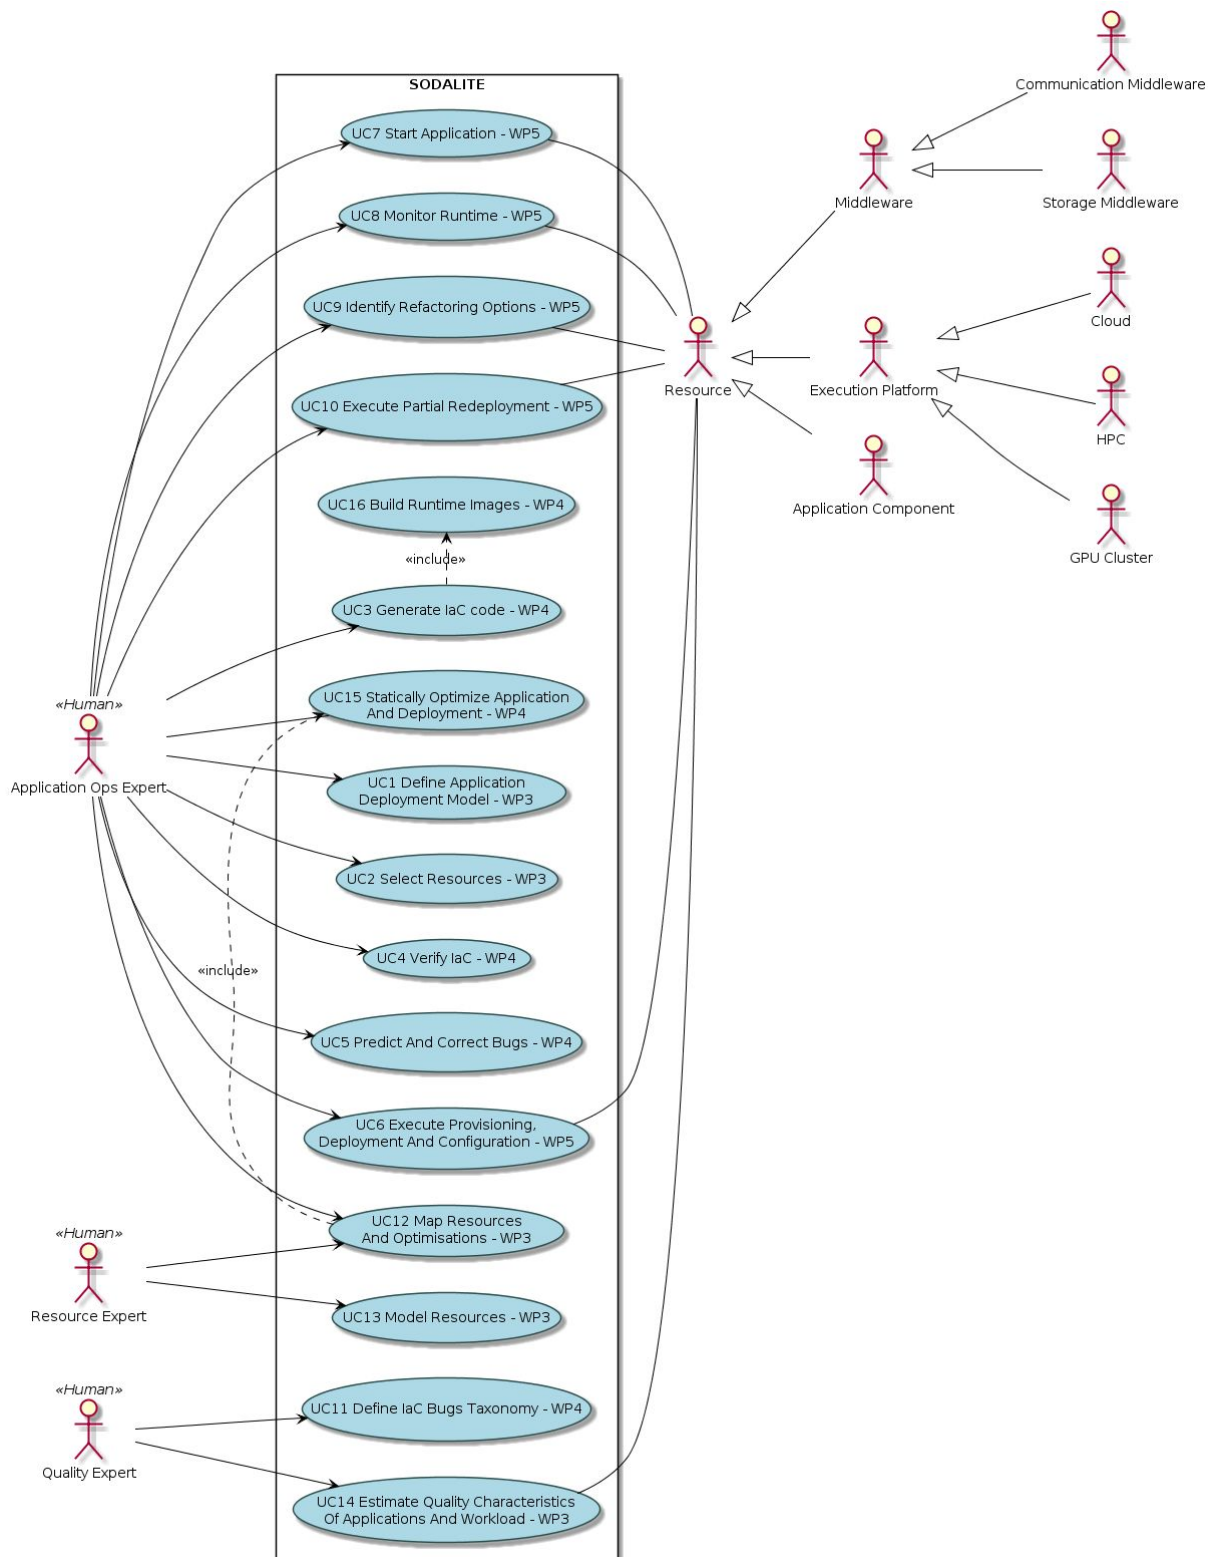 SODALITE
UC7 Start Application - WP5
UC8 Monitor Runtime - WP5
UC9 Identify Refactoring Options - WP5
UC10 Execute Partial Redeployment - WP5
UC16 Build Runtime Images - WP4
«include»
UC3 Generate IaC code - WP4
UC15 Statically Optimize Application
And Deployment - WP4
UC1 Define Application
Deployment Model - WP3
UC2 Select Resources - WP3
UC4 Verify IaC - WP4
«include»
UC5 Predict And Correct Bugs - WP4
UC6 Execute Provisioning,
Deployment And Configuration - WP5
UC12 Map Resources
And Optimisations - WP3
UC13 Model Resources - WP3
UC11 Define IaC Bugs Taxonomy - WP4
UC14 Estimate Quality Characteristics
Of Applications And Workload - WP3
«Human»
Application Ops Expert
«Human»
Resource Expert
«Human»
Quality Expert
Resource
Middleware
Execution Platform
Application Component
Communication Middleware
Storage Middleware
Cloud
HPC
GPU Cluster